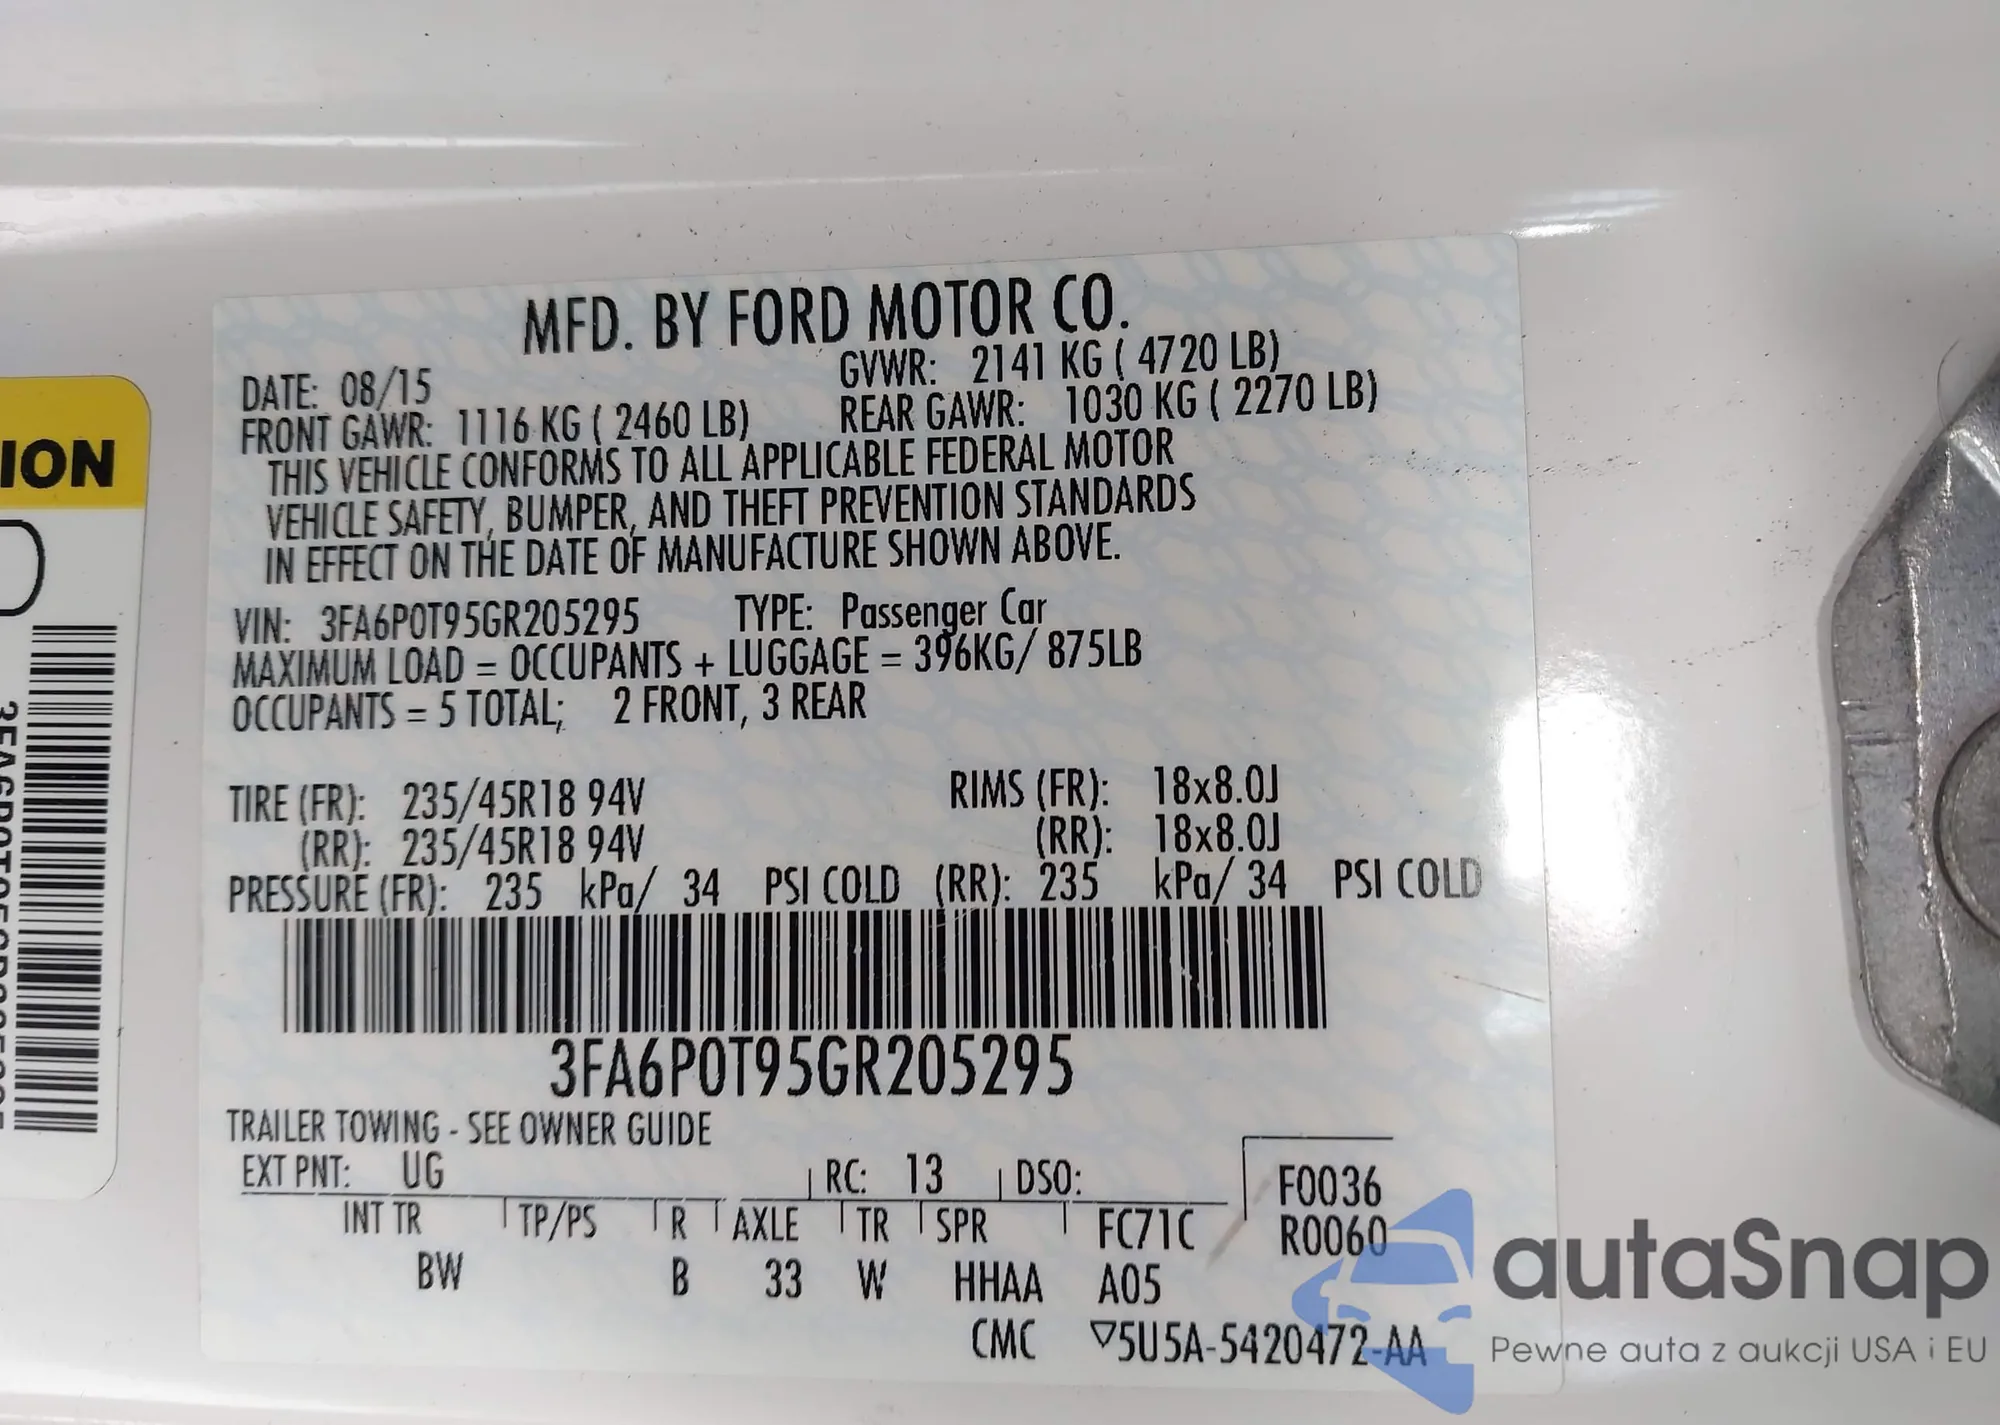 MFD. BY FORD MOTOR CO.
DATE: 08/15 GVWR: 2141 KG ( 4720 LB)
FRONT GAWR: 1116 KG ( 2460 LB) REAR GAWR: 1030 KG ( 2270 LB)
THIS VEHICLE CONFORMS TO ALL APPLICABLE FEDERAL MOTOR
VEHICLE SAFETY, BUMPER, AND THEFT PREVENTION STANDARDS
IN EFFECT ON THE DATE OF MANUFACTURE SHOWN ABOVE.
VIN: 3FA6P0T95GR205295 TYPE: Passenger Car
MAXIMUM LOAD = OCCUPANTS + LUGGAGE = 396KG/ 875LB
OCCUPANTS = 5 TOTAL; 2 FRONT, 3 REAR
TIRE (FR): 235/45R18 94V RIMS (FR): 18x8.0J
(RR): 235/45R18 94V (RR): 18x8.0J
PRESSURE (FR): 235 kPa/ 34 PSI COLD (RR): 235 kPa/ 34 PSI COLD
3FA6P0T95GR205295
TRAILER TOWING - SEE OWNER GUIDE
EXT PNT: UG RC: 13 DSO: F0036
INT TR TP/PS R AXLE TR SPR FC71C R0060
BW B 33 W HHAA A05
CMC ▽5U5A-5420472-AA
ION
autaSnap
Pewne auta z aukcji USA i EU